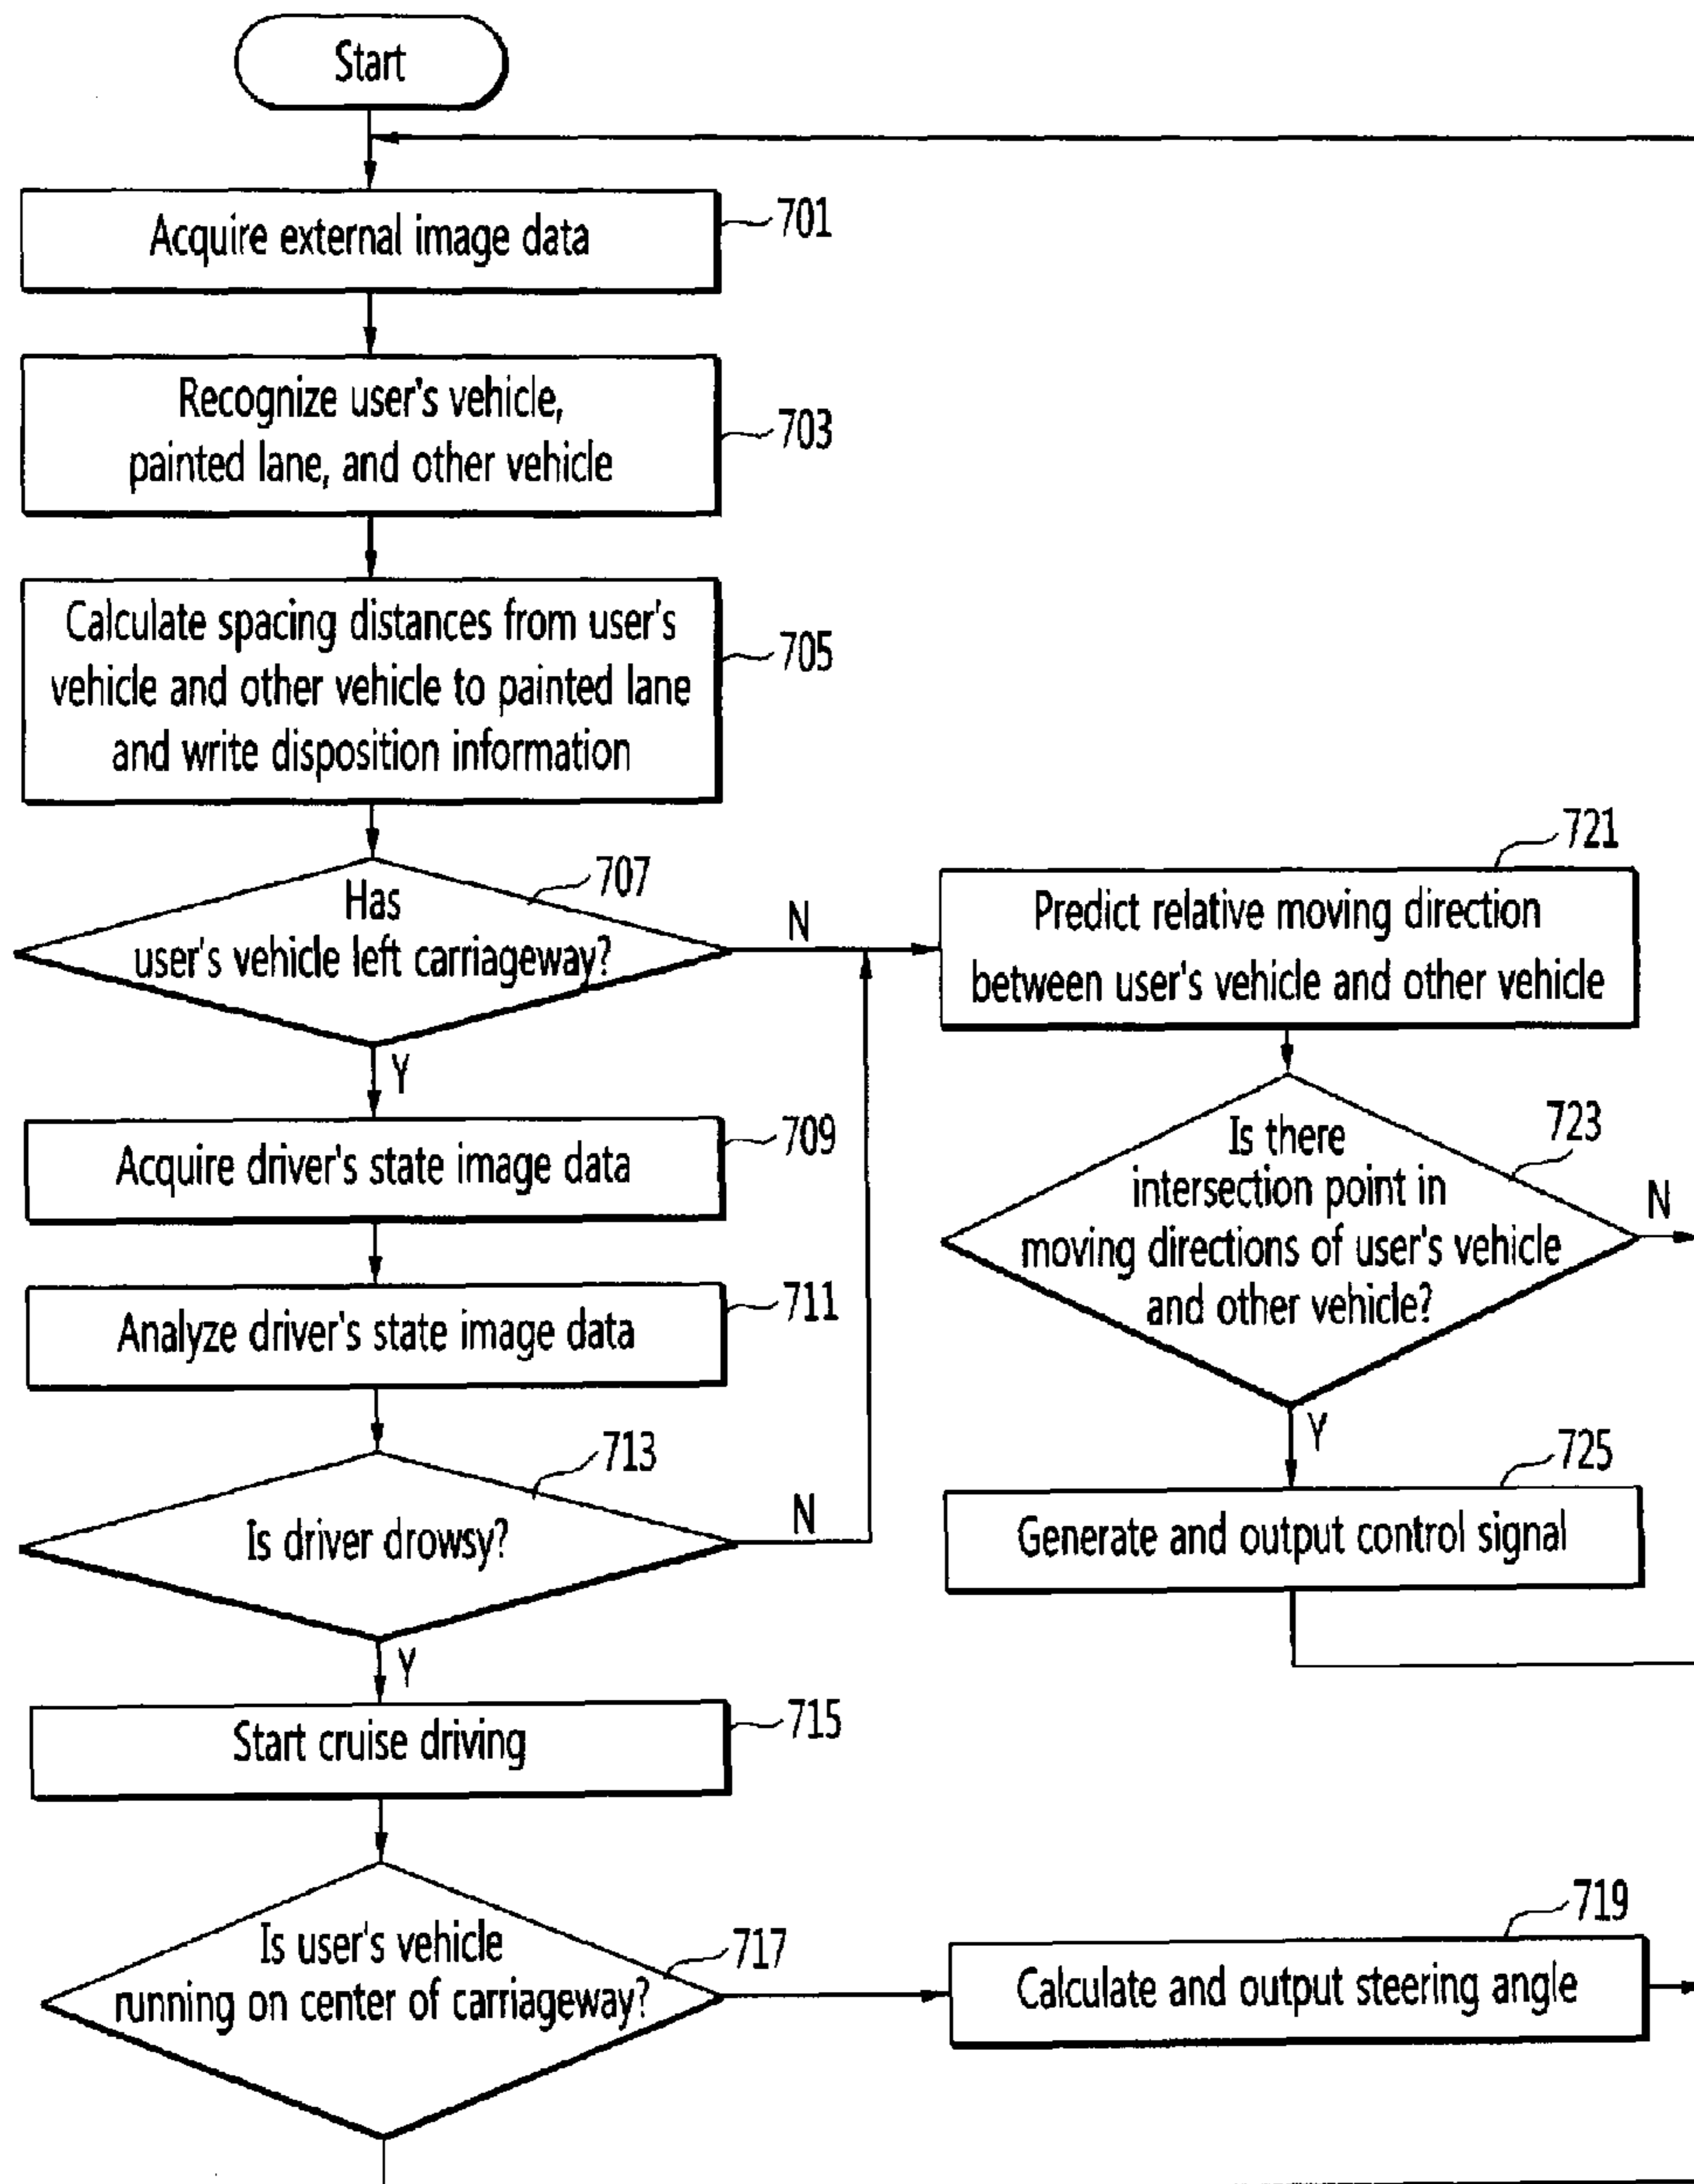 Start
Acquire external image data
701
Recognize user's vehicle,
painted lane, and other vehicle
703
Calculate spacing distances from user's
vehicle and other vehicle to painted lane
and write disposition information
705
Has
user's vehicle left carriageway?
707
N
Y
721
Predict relative moving direction
between user's vehicle and other vehicle
Acquire driver's state image data
709
Is there
intersection point in
moving directions of user's vehicle
and other vehicle?
723
N
Y
Analyze driver's state image data
711
Is driver drowsy?
713
N
Y
725
Generate and output control signal
Start cruise driving
715
Is user's vehicle
running on center of carriageway?
717
719
Calculate and output steering angle